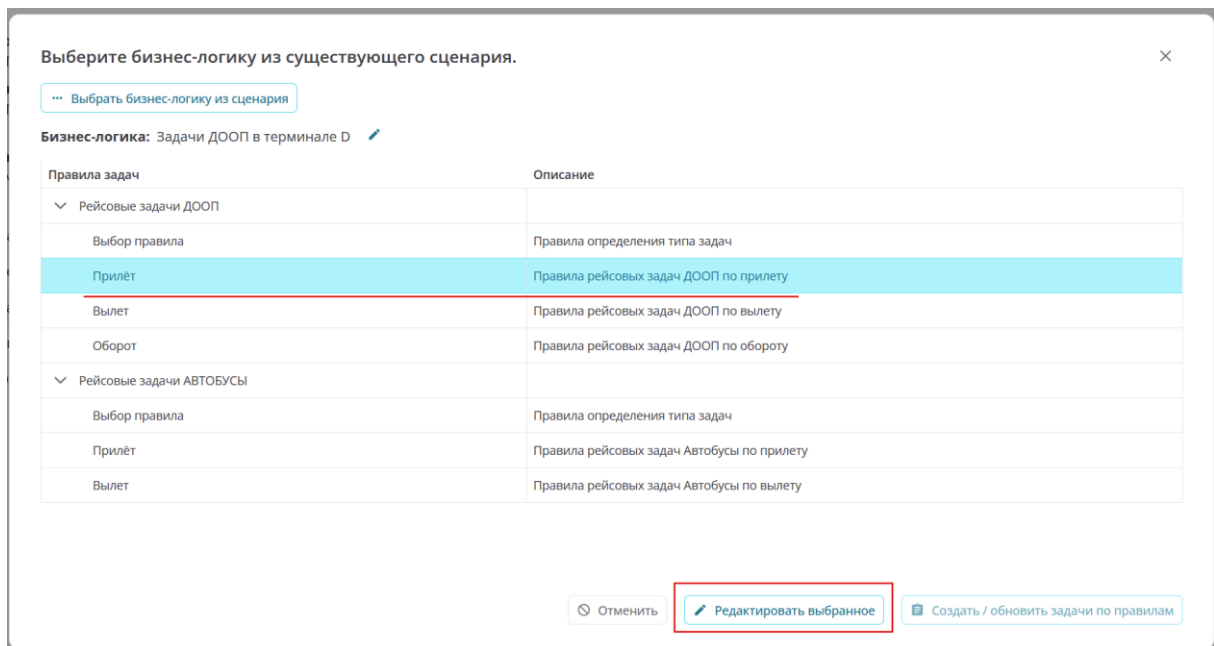 Выберите бизнес-логику из существующего сценария.
Выбрать бизнес-логику из сценария
Бизнес-логика: Задачи ДООП в терминале D
Правила задач Описание
Рейсовые задачи ДООП
Выбор правила Правила определения типа задач
Прилёт Правила рейсовых задач ДООП по прилету
Вылет Правила рейсовых задач ДООП по вылету
Оборот Правила рейсовых задач ДООП по обороту
Рейсовые задачи АВТОБУСЫ
Выбор правила Правила определения типа задач
Прилёт Правила рейсовых задач Автобусы по прилету
Вылет Правила рейсовых задач Автобусы по вылету
Отменить Редактировать выбранное Создать / обновить задачи по правилам